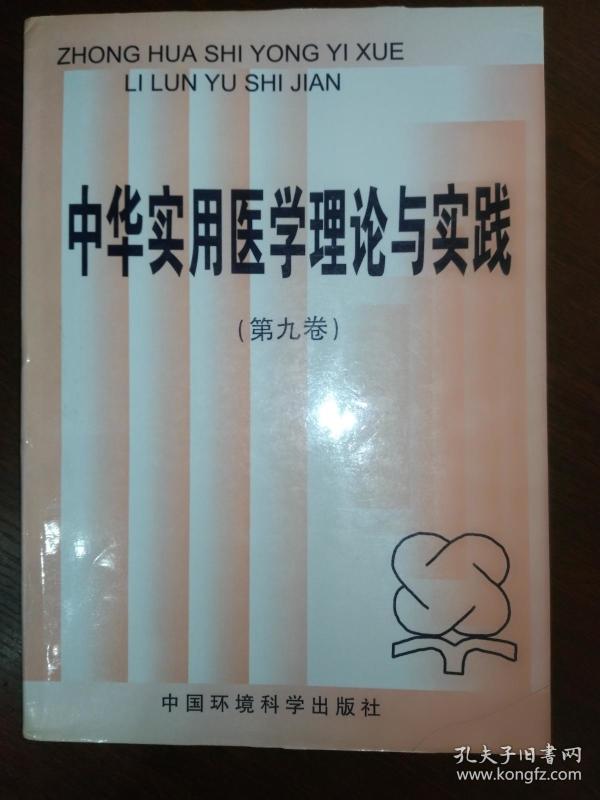 ZHONG HUA SHI YONG YI XUE
LI LUN YU SHI JIAN
中华实用医学理论与实践
(第九卷)
中国环境科学出版社
孔夫子旧书网
www.kongfz.com